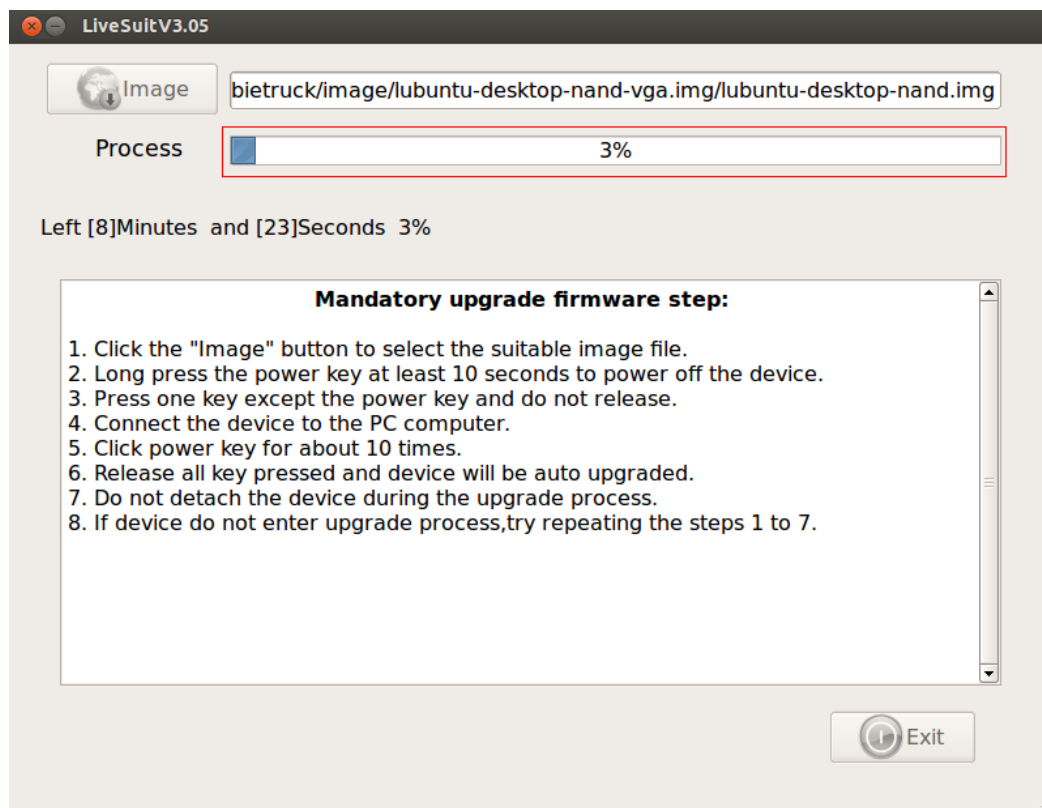 LiveSuitV3.05
Image
bietruck/image/lubuntu-desktop-nand-vga.img/lubuntu-desktop-nand.img
Process
3%
Left [8]Minutes  and [23]Seconds  3%
Mandatory upgrade firmware step:
1. Click the "Image" button to select the suitable image file.
2. Long press the power key at least 10 seconds to power off the device.
3. Press one key except the power key and do not release.
4. Connect the device to the PC computer.
5. Click power key for about 10 times.
6. Release all key pressed and device will be auto upgraded.
7. Do not detach the device during the upgrade process.
8. If device do not enter upgrade process,try repeating the steps 1 to 7.
Exit